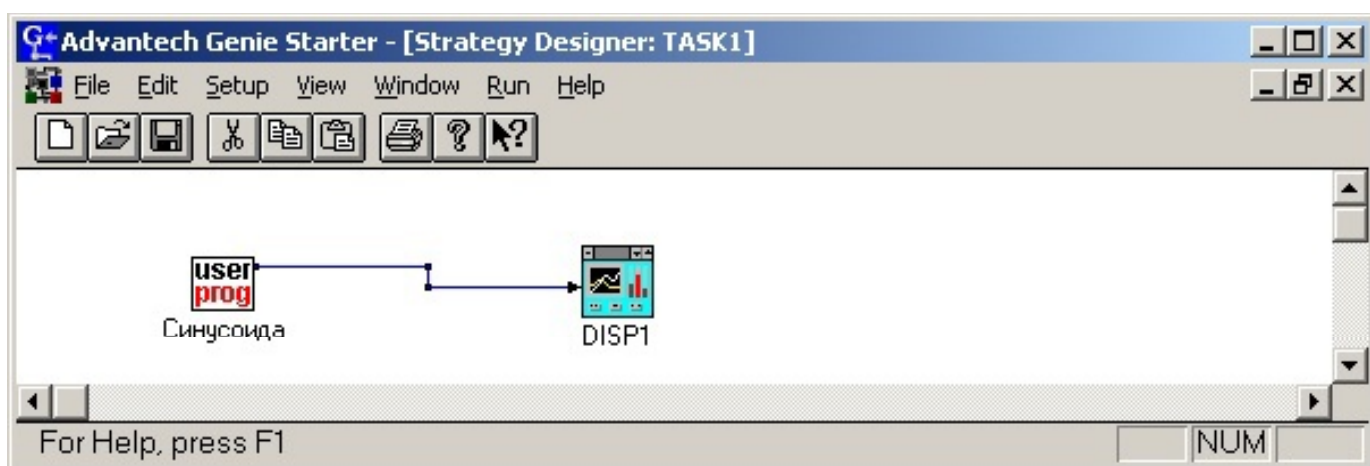 Advantech Genie Starter - [Strategy Designer: TASK1]
File Edit Setup View Window Run Help
user
prog
Синусоида
DISP1
For Help, press F1 NUM